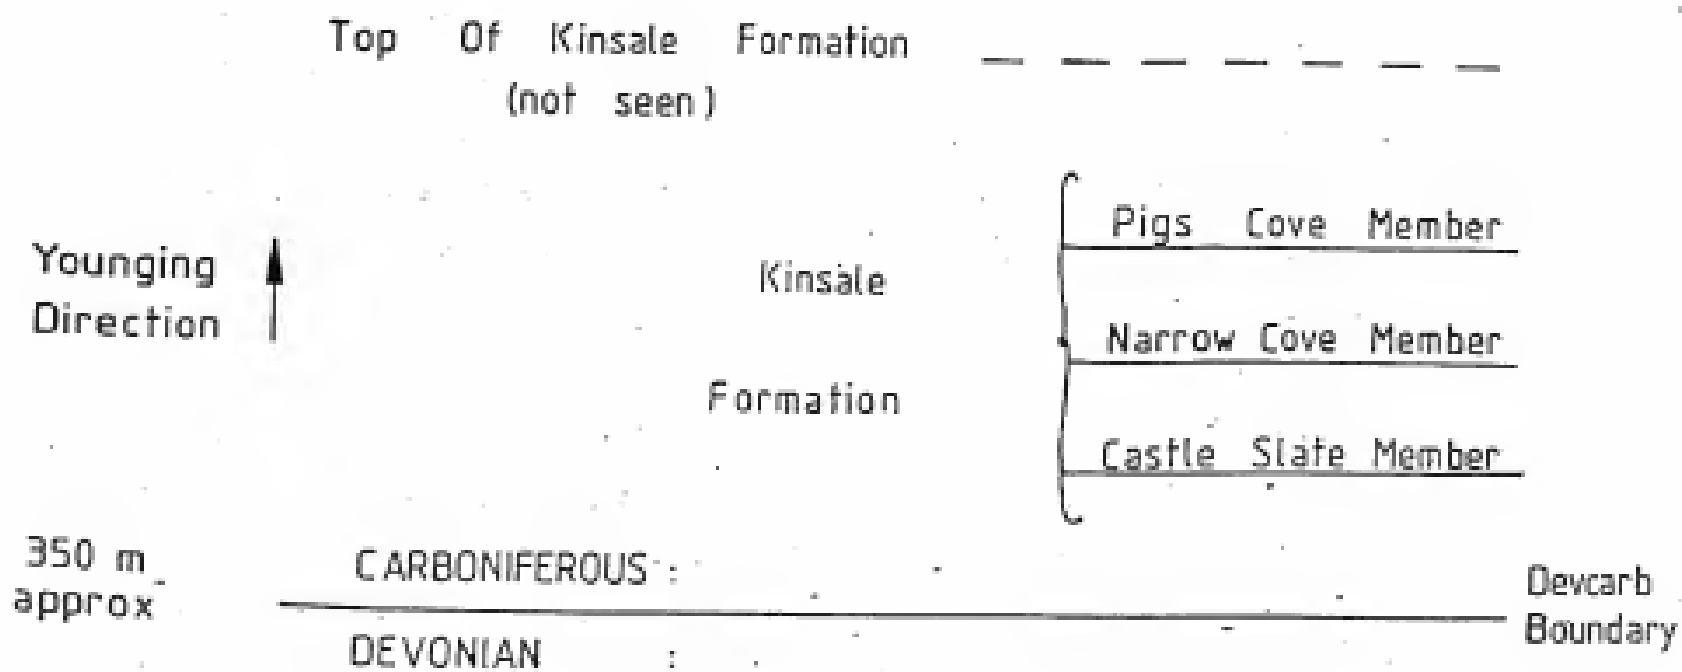 Top Of Kinsale Formation
(not seen)
Pigs Cove Member
Younging
Direction
Kinsale
Narrow Cove Member
Formation
Castle Slate Member
350 m
approx
CARBONIFEROUS :
Devcarb
Boundary
DEVONIAN :